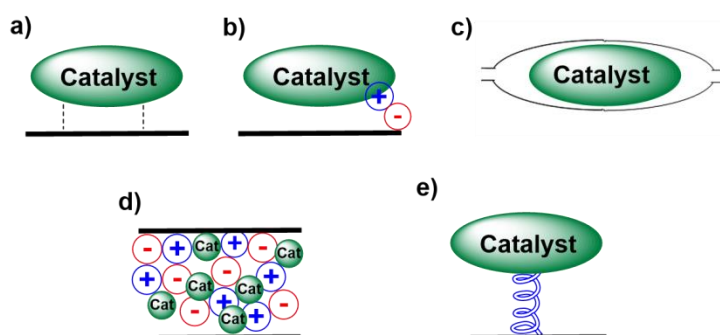 a)
b)
c)
Catalyst
+
-
Catalyst
Catalyst
d)
e)
- + Cat + -
Cat
+ - - +
Cat Cat
Cat - + + -
Cat
Catalyst